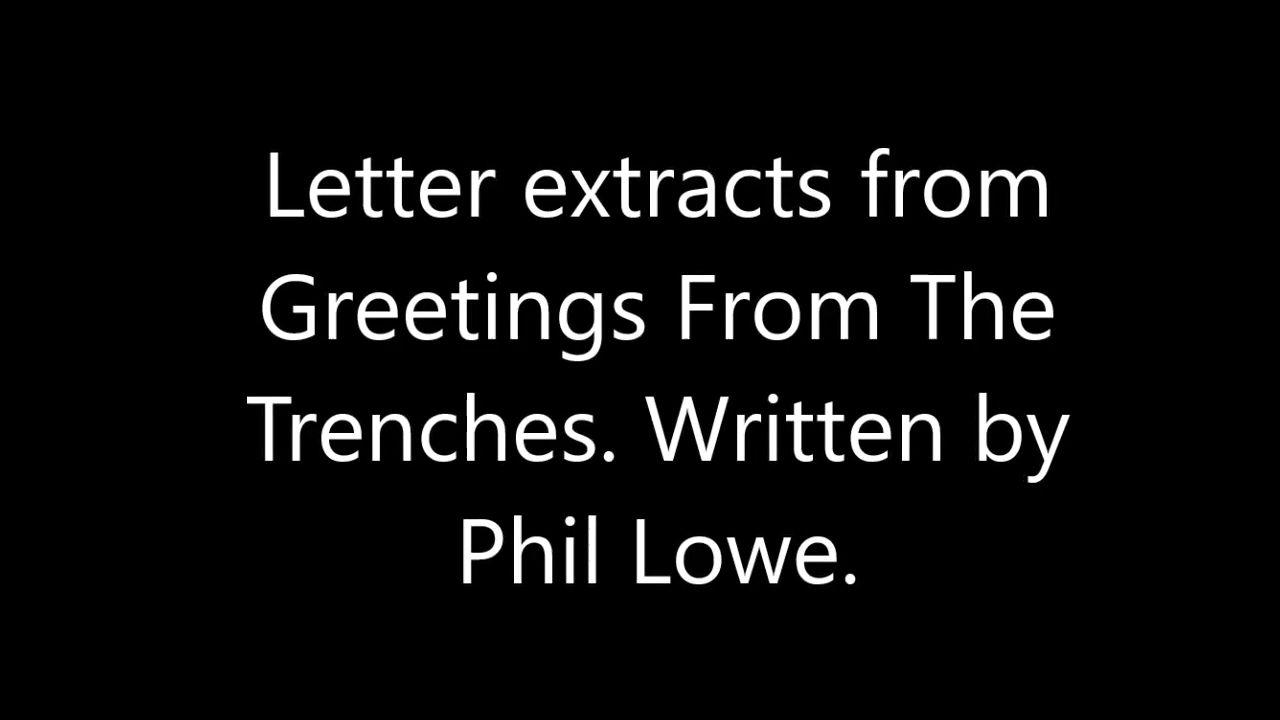 Letter extracts from
Greetings From The
Trenches. Written by
Phil Lowe.